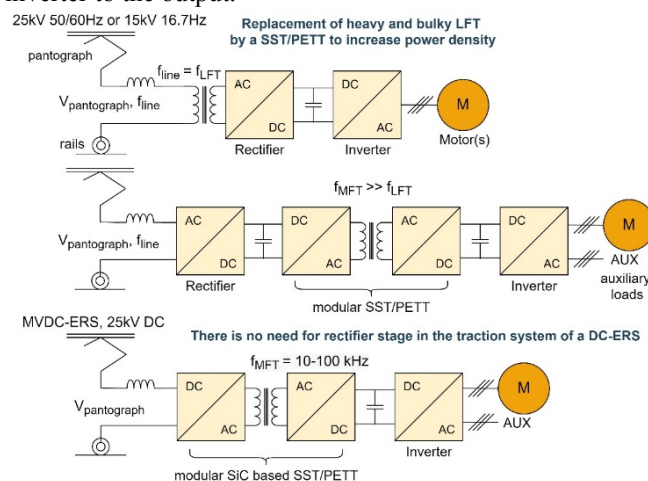 inverter to the output.
25kV 50/60Hz or 15kV 16.7Hz
Replacement of heavy and bulky LFT
by a SST/PETT to increase power density
pantograph
fline = fLFT
AC
DC
DC
AC
M
Vpantograph, fline
rails
Rectifier
Inverter
Motor(s)
fMFT >> fLFT
AC
DC
DC
AC
AC
DC
DC
AC
M
Vpantograph, fline
Rectifier
Inverter
AUX
auxiliary
loads
modular SST/PETT
MVDC-ERS, 25kV DC
There is no need for rectifier stage in the traction system of a DC-ERS
fMFT = 10-100 kHz
DC
AC
AC
DC
DC
AC
M
Vpantograph
AUX
Inverter
modular SiC based SST/PETT